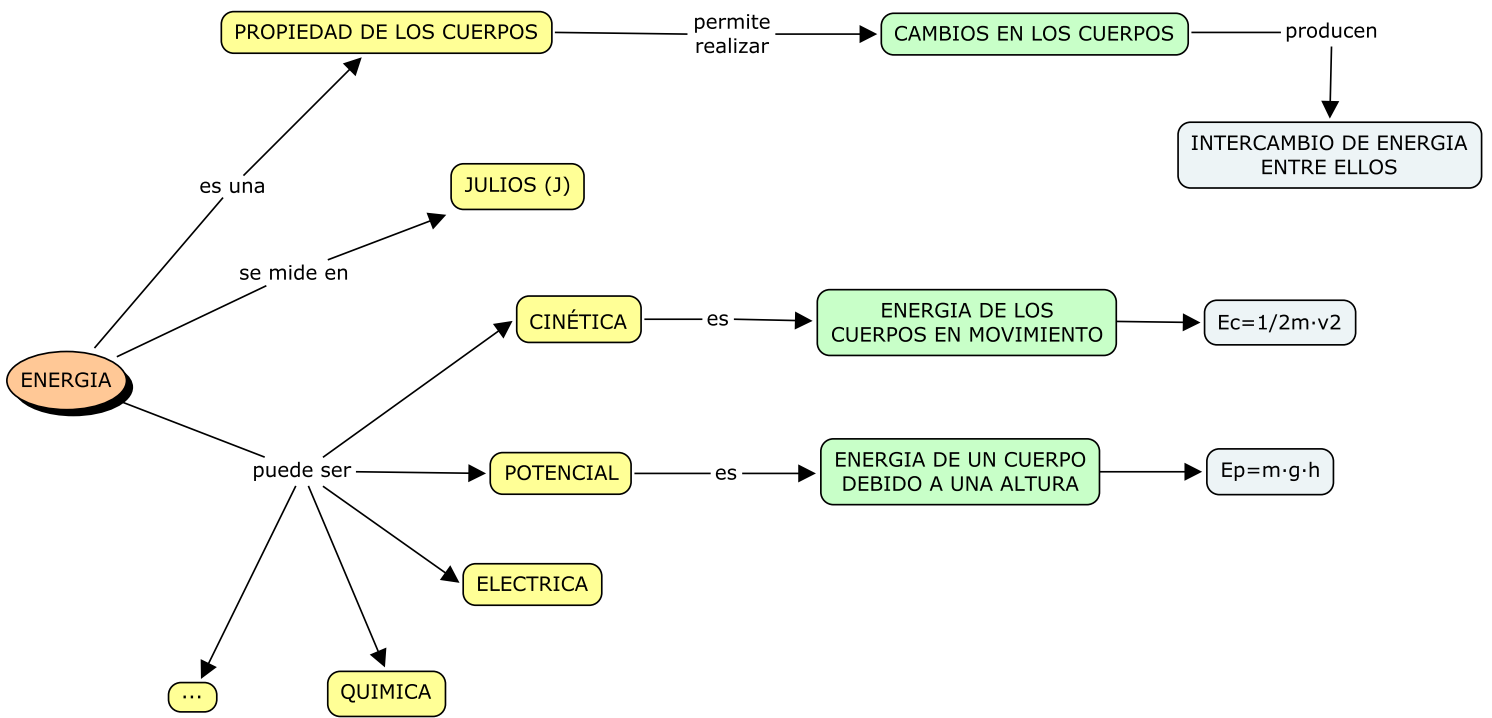 PROPIEDAD DE LOS CUERPOS
permite
realizar
CAMBIOS EN LOS CUERPOS
producen
INTERCAMBIO DE ENERGIA
ENTRE ELLOS
es una
JULIOS (J)
se mide en
CINÉTICA
es
ENERGIA DE LOS
CUERPOS EN MOVIMIENTO
Ec=1/2m·v2
ENERGIA
puede ser
POTENCIAL
es
ENERGIA DE UN CUERPO
DEBIDO A UNA ALTURA
Ep=m·g·h
ELECTRICA
...
QUIMICA